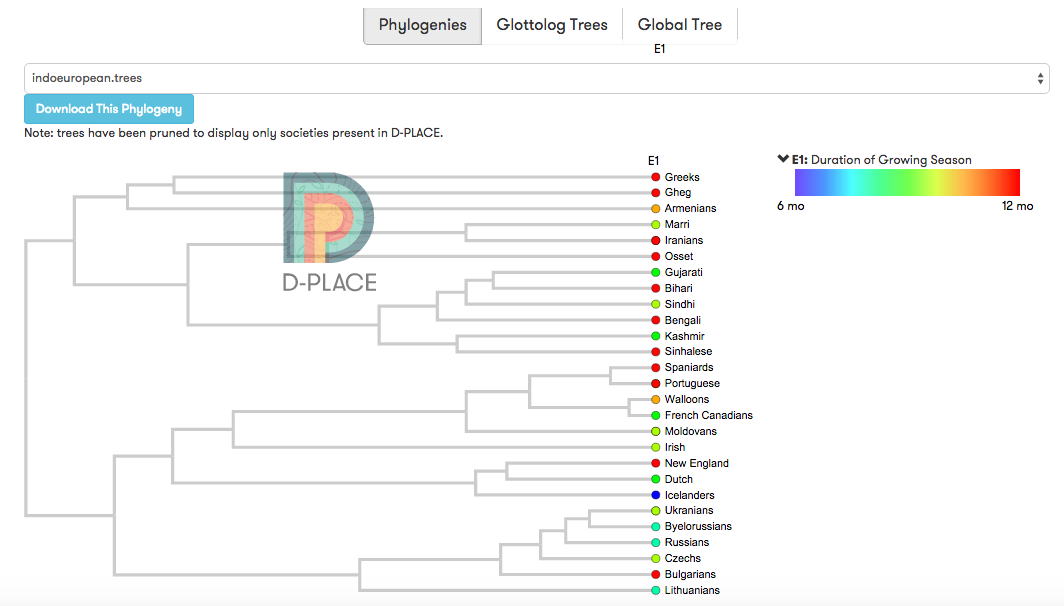 Phylogenies Glottolog Trees Global Tree
E1
indoeuropean.trees
Download This Phylogeny
Note: trees have been pruned to display only societies present in D-PLACE.
E1
E1: Duration of Growing Season
6 mo 12 mo
D-PLACE
Greeks
Gheg
Armenians
Marri
Iranians
Osset
Gujarati
Bihari
Sindhi
Bengali
Kashmir
Sinhalese
Spaniards
Portuguese
Walloons
French Canadians
Moldovans
Irish
New England
Dutch
Icelanders
Ukranians
Byelorussians
Russians
Czechs
Bulgarians
Lithuanians